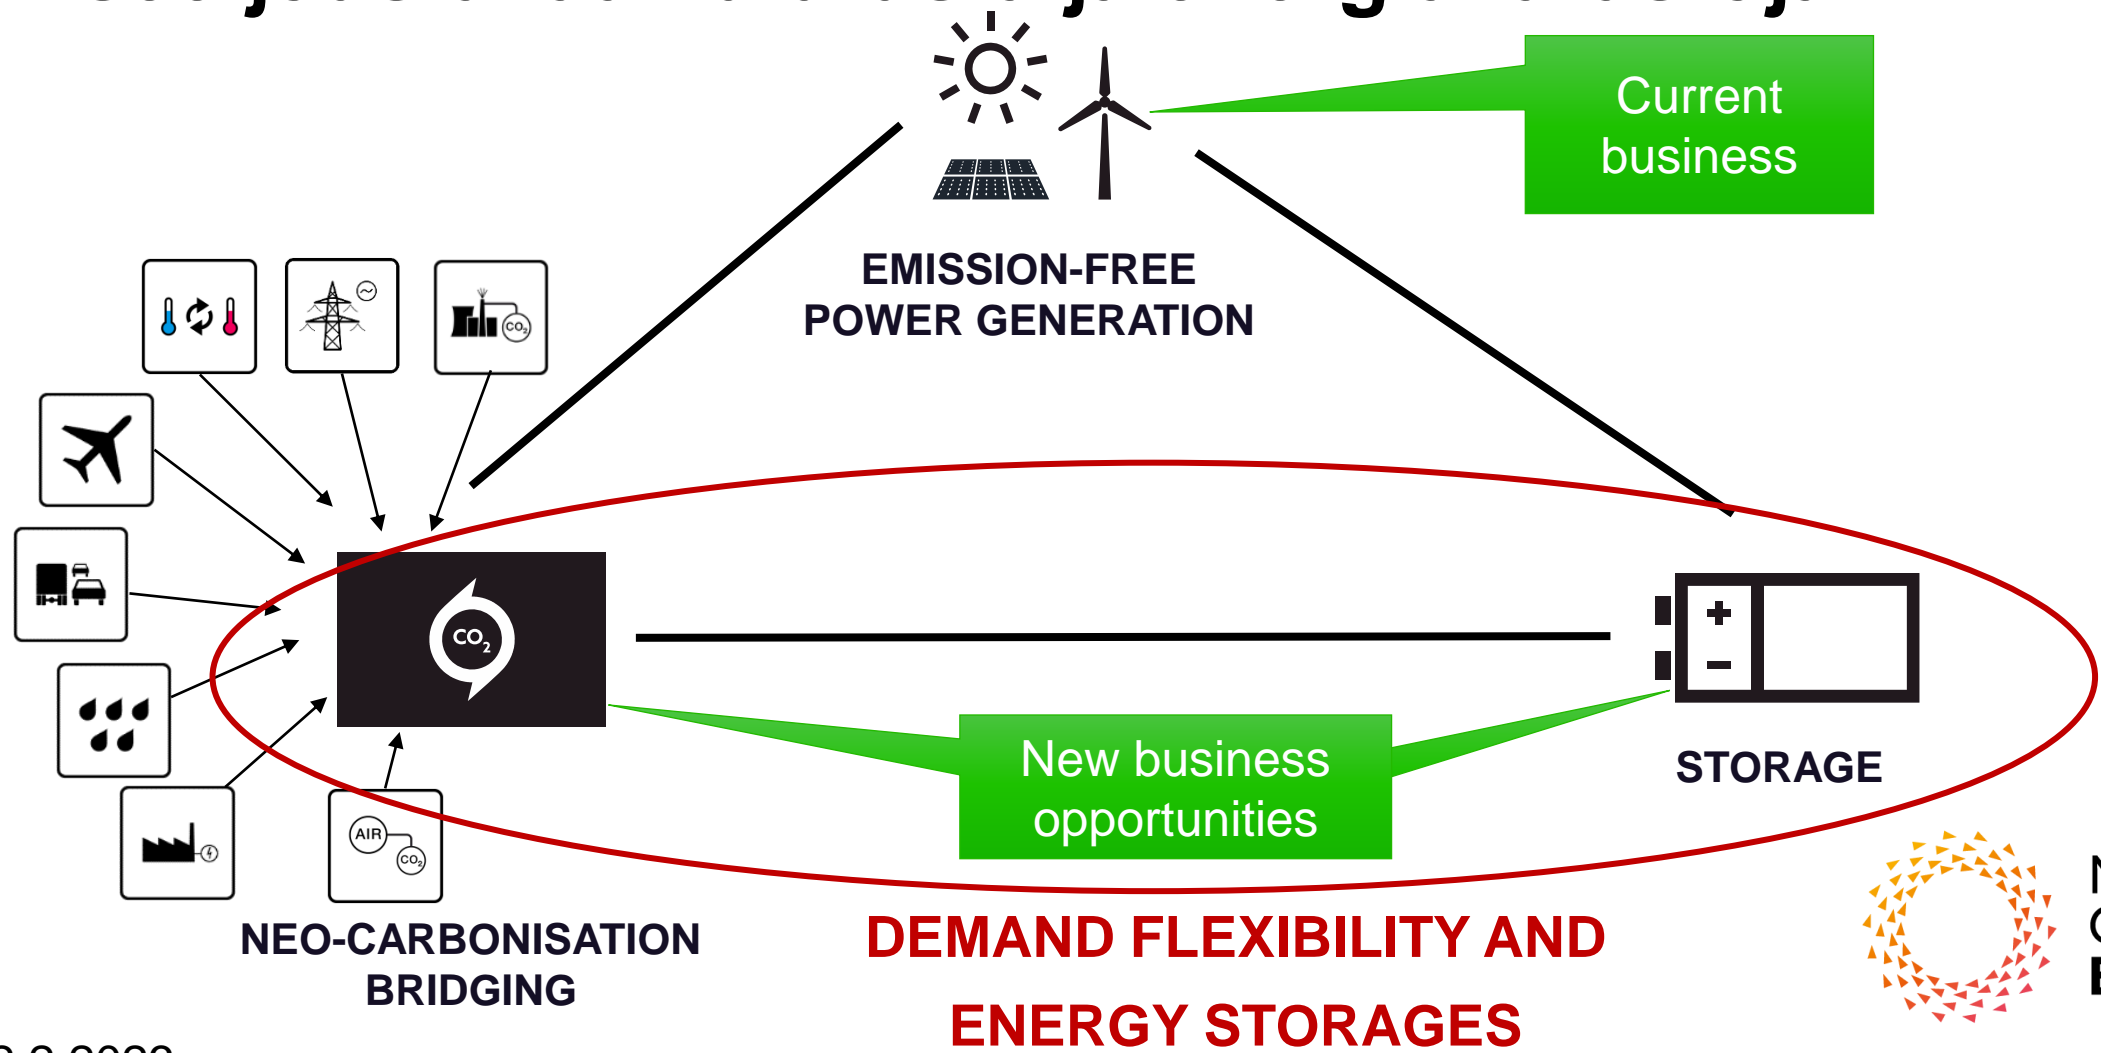 Current
business
EMISSION-FREE
POWER GENERATION
CO2
CO2
+
−
New business
opportunities
STORAGE
AIR
CO2
NEO-CARBONISATION
BRIDGING
DEMAND FLEXIBILITY AND
ENERGY STORAGES